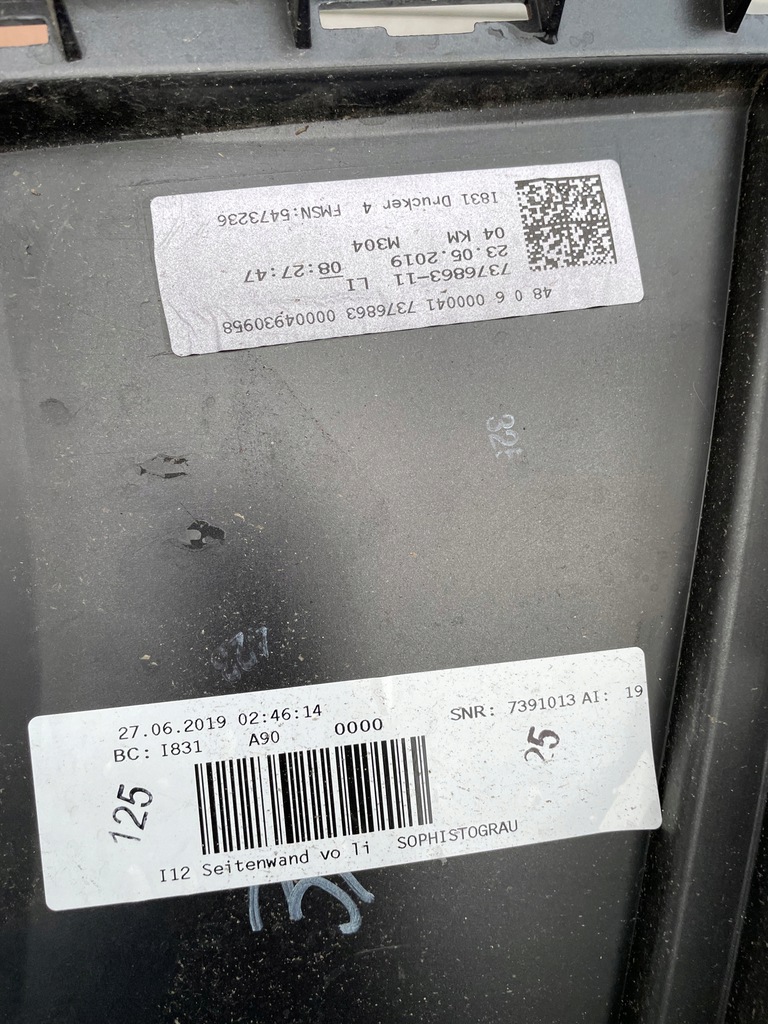 48 0 6 000041 7376863 00004930958
7376863-11 LI 08:27:47
23.05.2019
04 KM M304
I831 Drucker 4 FMSN:5473236
27.06.2019 02:46:14
BC: I831 A90 0000
SNR: 7391013 AI: 19
125
25
I12 Seitenwand vo li SOPHISTOGRAU